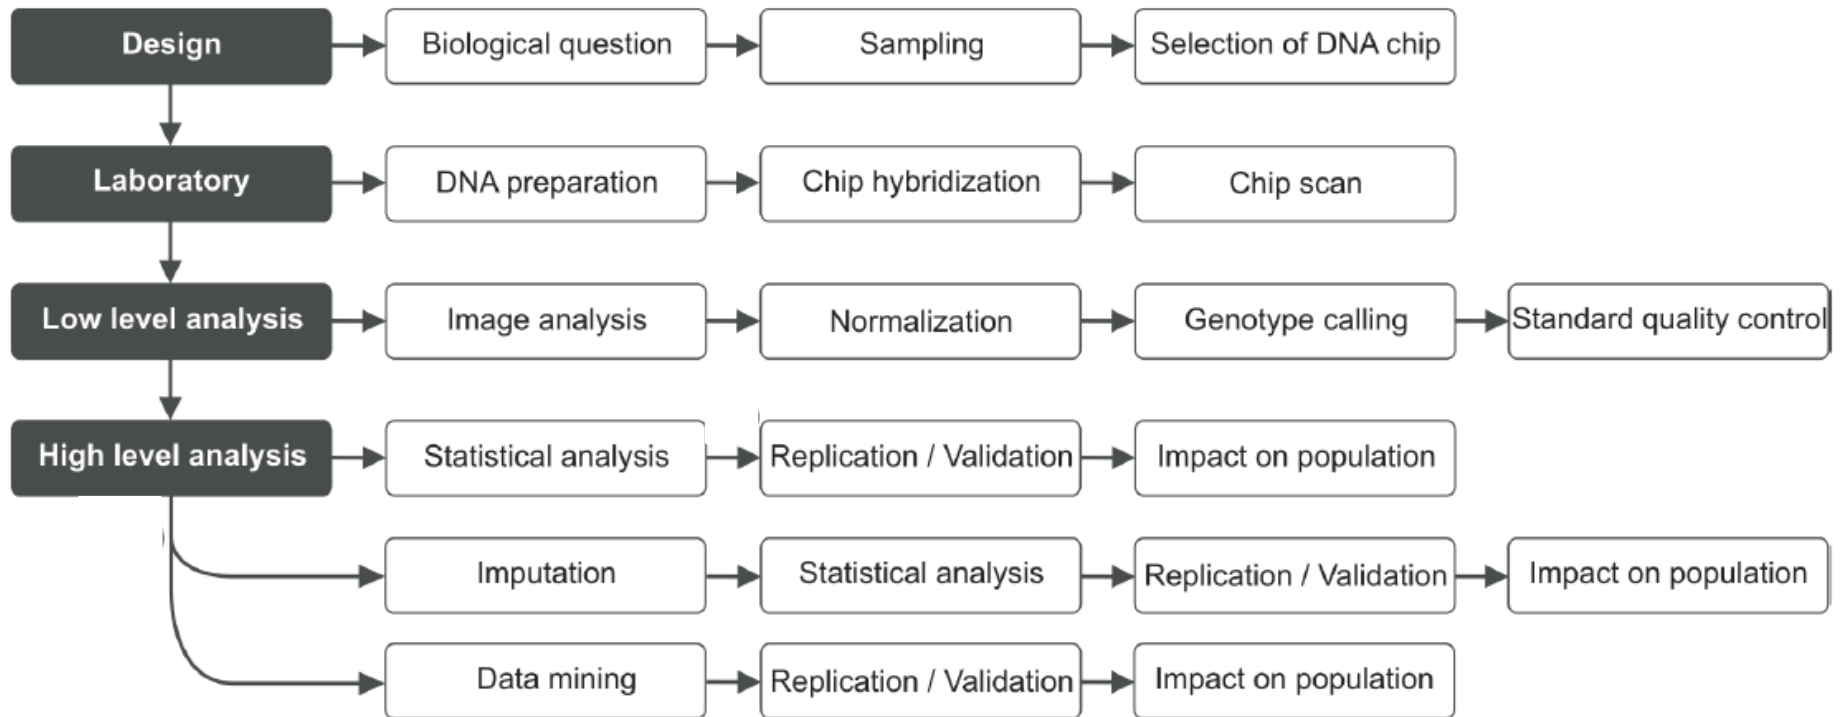 Design
Biological question
Sampling
Selection of DNA chip
Laboratory
DNA preparation
Chip hybridization
Chip scan
Low level analysis
Image analysis
Normalization
Genotype calling
Standard quality control
High level analysis
Statistical analysis
Replication / Validation
Impact on population
Imputation
Statistical analysis
Replication / Validation
Impact on population
Data mining
Replication / Validation
Impact on population